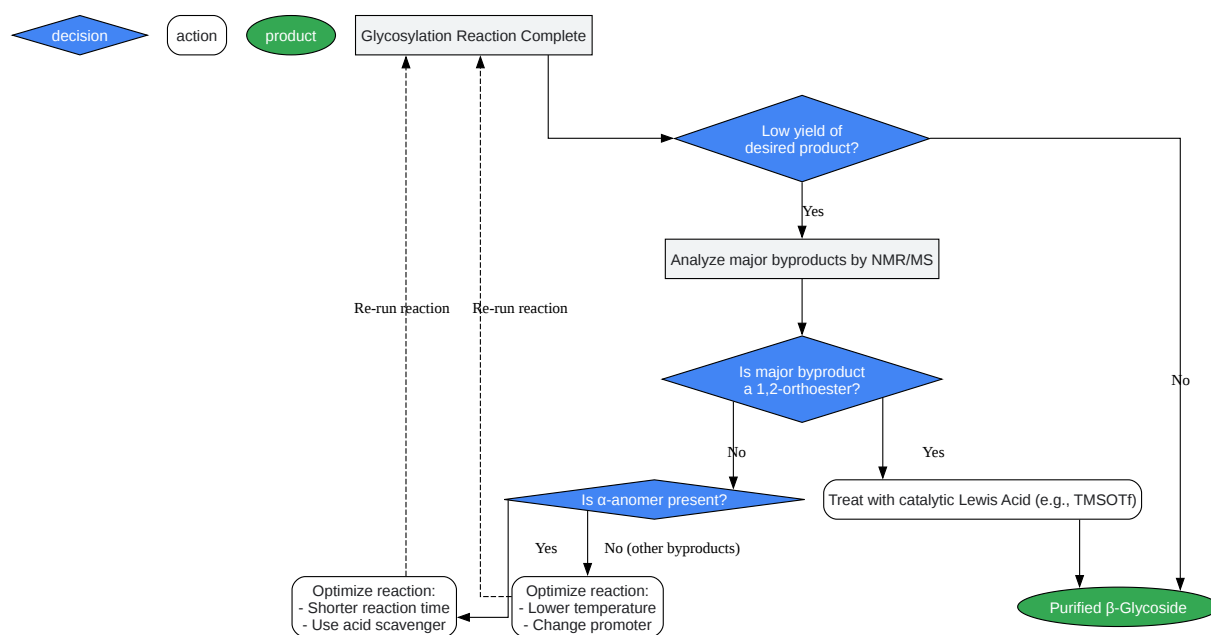 decision
action
product
Glycosylation Reaction Complete
Low yield of
desired product?
Yes
Analyze major byproducts by NMR/MS
Re-run reaction
Re-run reaction
Is major byproduct
a 1,2-orthoester?
No
No
Yes
Is α-anomer present?
Treat with catalytic Lewis Acid (e.g., TMSOTf)
Yes
No (other byproducts)
Optimize reaction:
- Shorter reaction time
- Use acid scavenger
Optimize reaction:
- Lower temperature
- Change promoter
Purified β-Glycoside